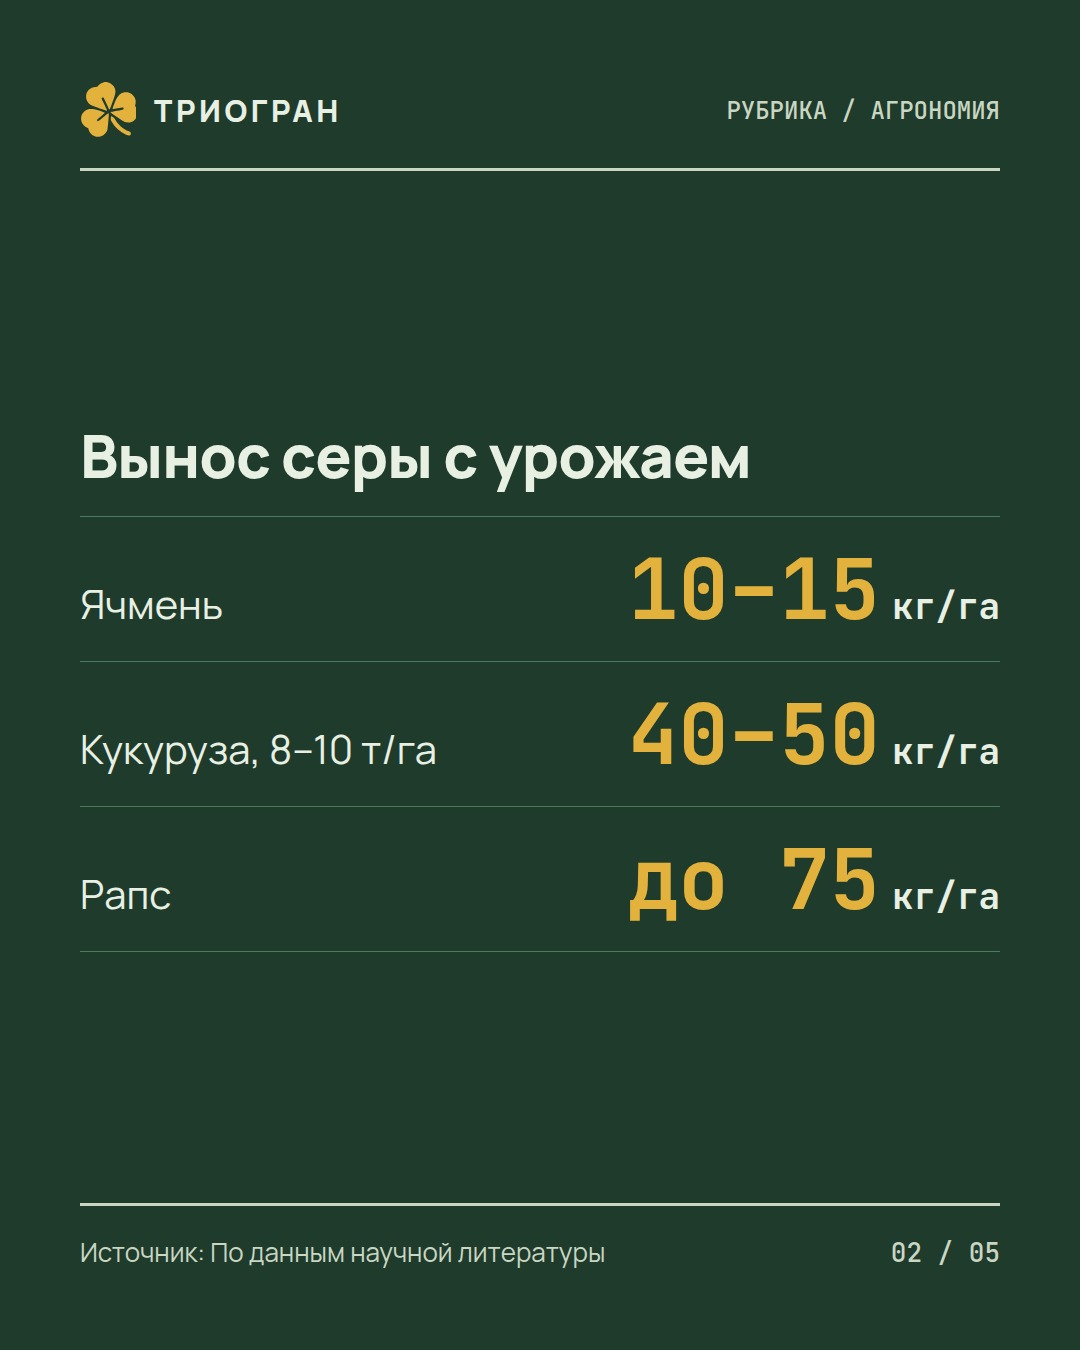 ТРИОГРАН
РУБРИКА / АГРОНОМИЯ
Вынос серы с урожаем
Ячмень 10–15 кг/га
Кукуруза, 8–10 т/га 40–50 кг/га
Рапс до 75 кг/га
Источник: По данным научной литературы
02 / 05